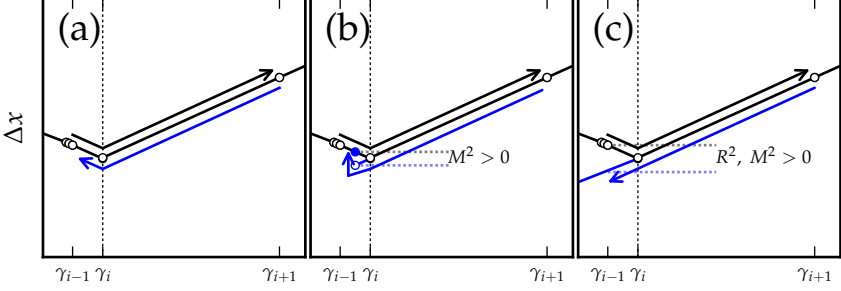 (a) (b) (c)
Δx
M² > 0
R², M² > 0
γᵢ₋₁ γᵢ γᵢ₊₁ γᵢ₋₁ γᵢ γᵢ₊₁ γᵢ₋₁ γᵢ γᵢ₊₁